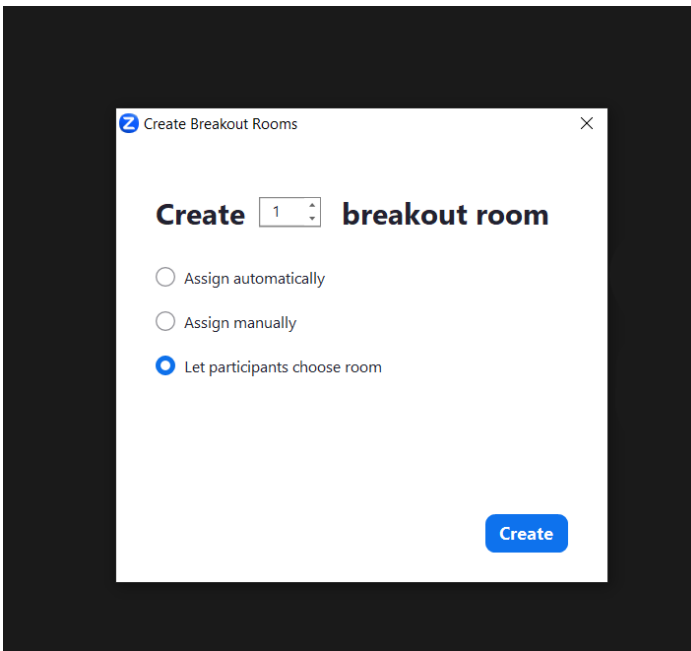 Create Breakout Rooms
Create 1 breakout room
Assign automatically
Assign manually
Let participants choose room
Create